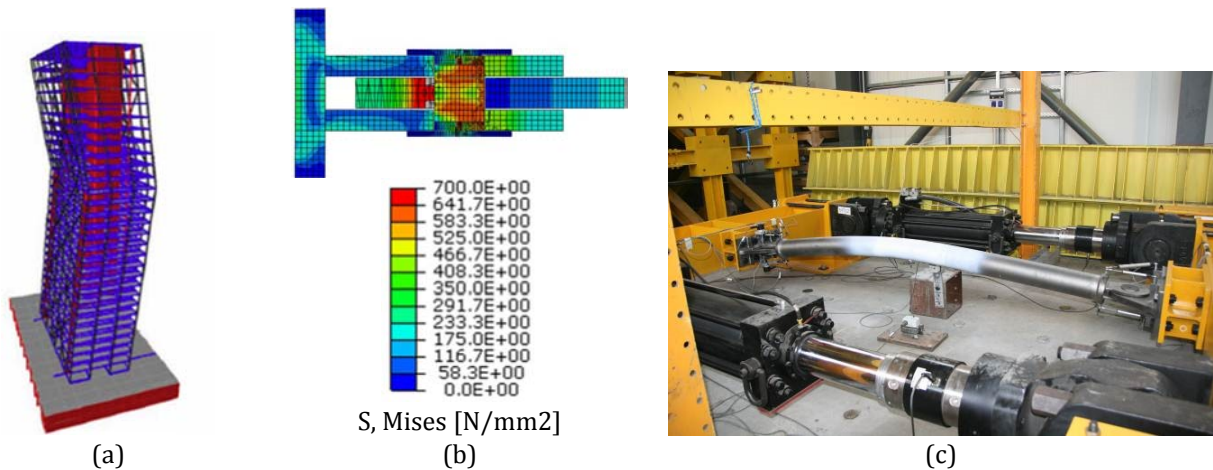 700.0E+00
641.7E+00
583.3E+00
525.0E+00
466.7E+00
408.3E+00
350.0E+00
291.7E+00
233.3E+00
175.0E+00
116.7E+00
58.3E+00
0.0E+00
S, Mises [N/mm2]
(a)
(b)
(c)